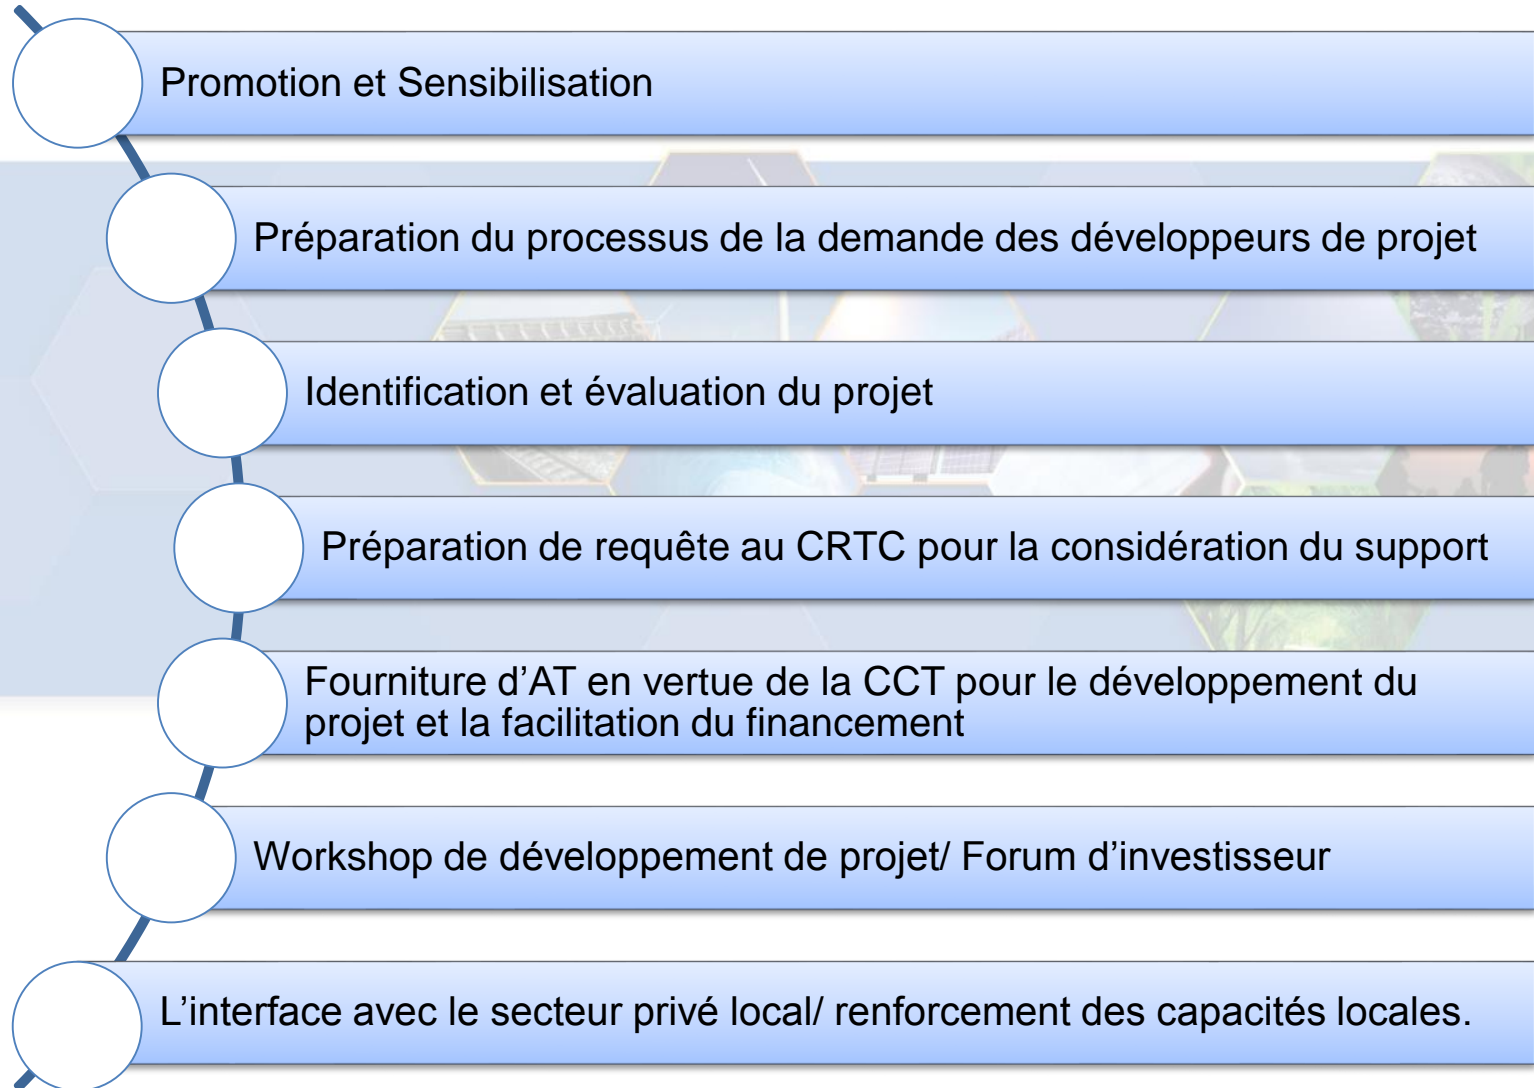 Promotion et Sensibilisation
Préparation du processus de la demande des développeurs de projet
Identification et évaluation du projet
Préparation de requête au CRTC pour la considération du support
Fourniture d’AT en vertue de la CCT pour le développement du
projet et la facilitation du financement
Workshop de développement de projet/ Forum d’investisseur
L’interface avec le secteur privé local/ renforcement des capacités locales.